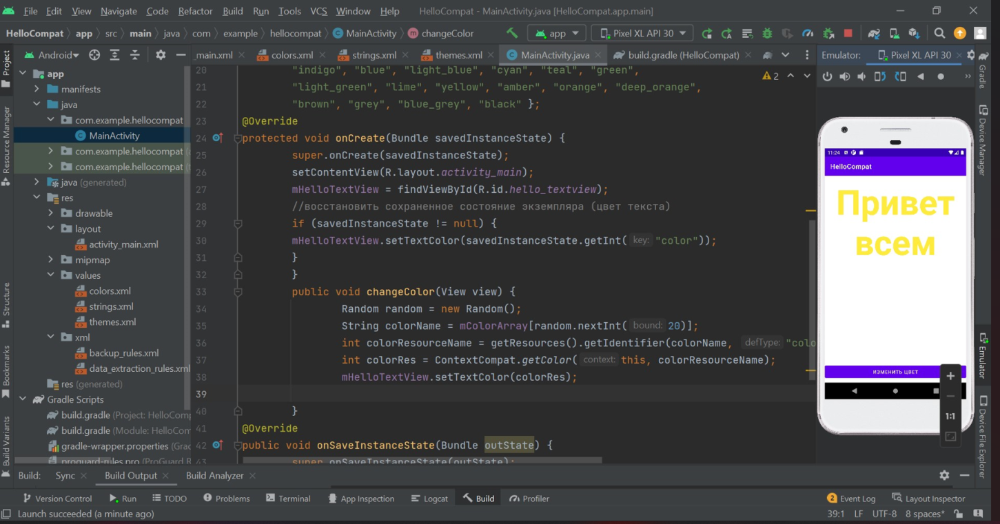 File Edit View Navigate Code Refactor Build Run Tools VCS Window Help HelloCompat - MainActivity.java [HelloCompat.app.main]
HelloCompat app src main java com example hellocompat MainActivity changeColor app Pixel XL API 30
Project
Resource Manager
Structure
Bookmarks
Build Variants
Android
app
manifests
java
com.example.hellocompat
MainActivity
com.example.hellocompat
com.example.hellocompat
java (generated)
res
drawable
layout
activity_main.xml
mipmap
values
colors.xml
strings.xml
themes.xml
xml
backup_rules.xml
data_extraction_rules.xml
res (generated)
Gradle Scripts
build.gradle (Project: HelloComp
build.gradle (Module: HelloCom
gradle-wrapper.properties (Grad
proguard-rules.pro (ProGuard R
_main.xml colors.xml strings.xml themes.xml MainActivity.java build.gradle (HelloCompat)
2
20 "indigo", "blue", "light_blue", "cyan", "teal", "green",
21 "light_green", "lime", "yellow", "amber", "orange", "deep_orange",
22 "brown", "grey", "blue_grey", "black" };
23 @Override
24 protected void onCreate(Bundle savedInstanceState) {
25 super.onCreate(savedInstanceState);
26 setContentView(R.layout.activity_main);
27 mHelloTextView = findViewById(R.id.hello_textview);
28 //восстановить сохраненное состояние экземпляра (цвет текста)
29 if (savedInstanceState != null) {
30 mHelloTextView.setTextColor(savedInstanceState.getInt( key: "color"));
31 }
32 }
33 public void changeColor(View view) {
34 Random random = new Random();
35 String colorName = mColorArray[random.nextInt( bound: 20)];
36 int colorResourceName = getResources().getIdentifier(colorName, defType: "colo
37 int colorRes = ContextCompat.getColor( context: this, colorResourceName);
38 mHelloTextView.setTextColor(colorRes);
39
40 }
41 @Override
42 public void onSaveInstanceState(Bundle outState) {
43 super.onSaveInstanceState(outState);
Emulator: Pixel XL API 30
11:24
HelloCompat
Привет
всем
ИЗМЕНИТЬ ЦВЕТ
1:1
Gradle
Device Manager
Emulator
Device File Explorer
Build: Sync Build Output Build Analyzer
Version Control Run TODO Problems Terminal App Inspection Logcat Build Profiler 2 Event Log Layout Inspector
Launch succeeded (a minute ago) 39:1 LF UTF-8 8 spaces*